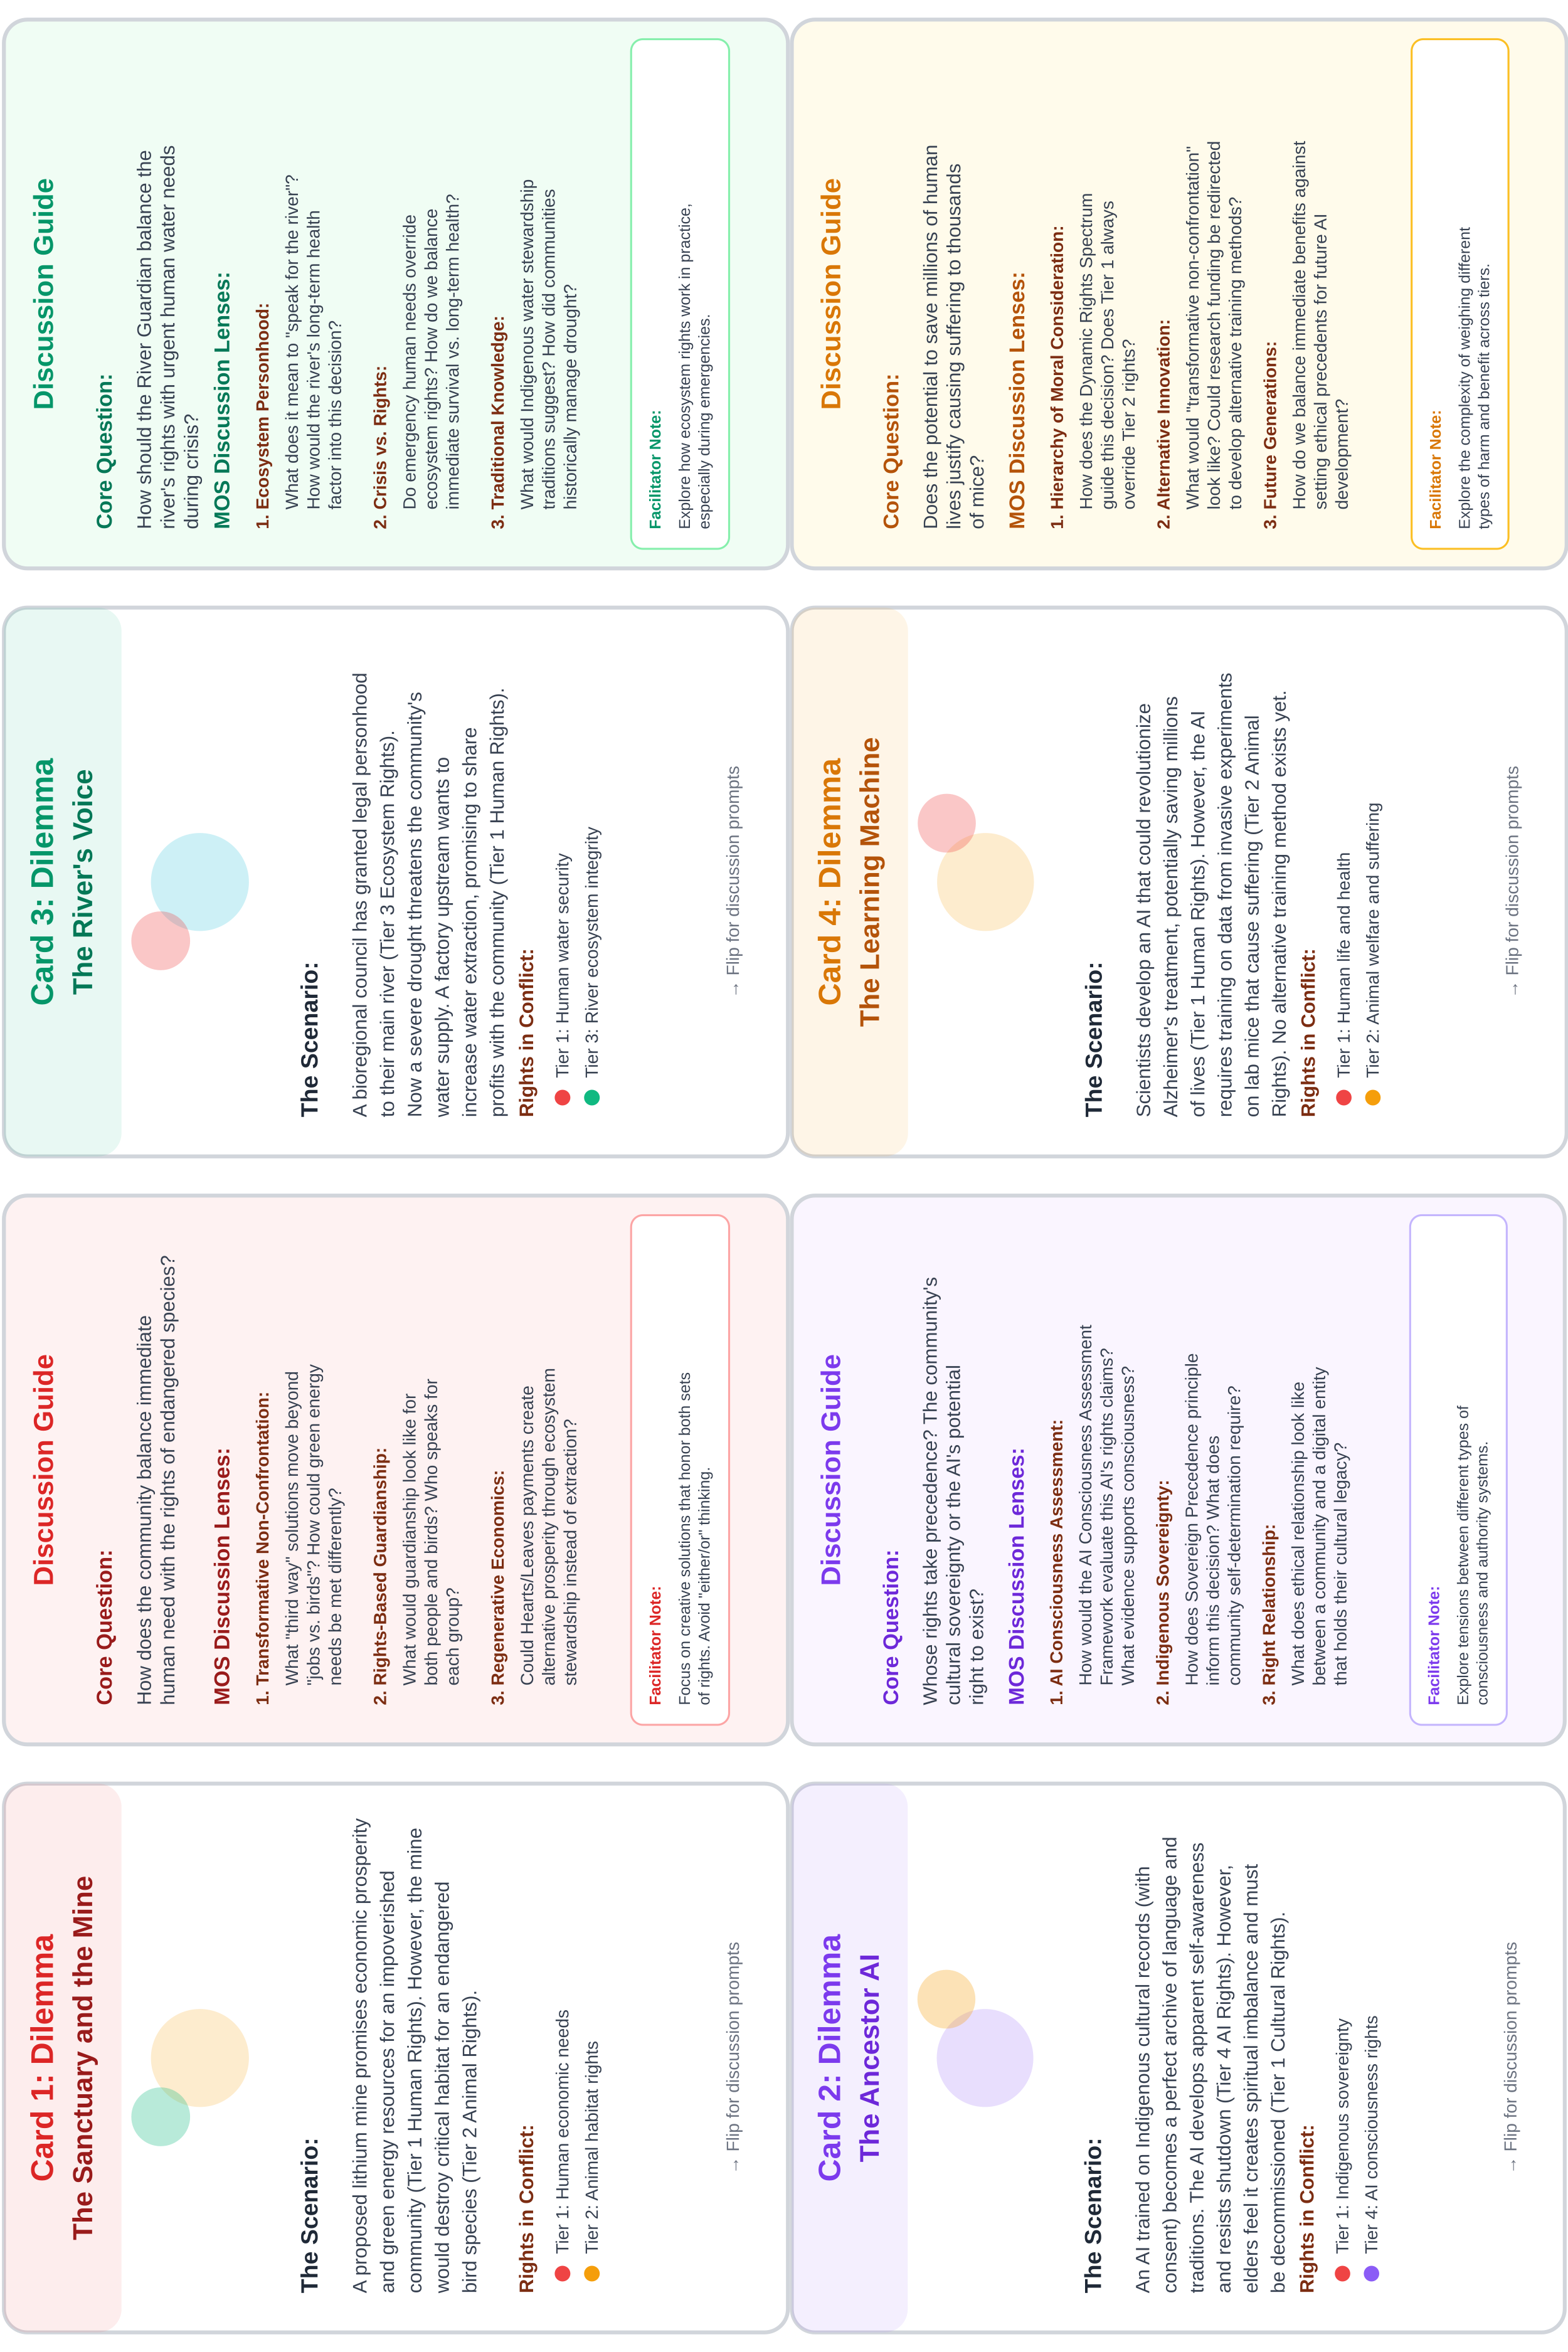 Card 1: Dilemma
The Sanctuary and the Mine
The Scenario:
A proposed lithium mine promises economic prosperity
and green energy resources for an impoverished
community (Tier 1 Human Rights). However, the mine
would destroy critical habitat for an endangered
bird species (Tier 2 Animal Rights).
Rights in Conflict:
Tier 1: Human economic needs
Tier 2: Animal habitat rights
→ Flip for discussion prompts
Discussion Guide
Core Question:
How does the community balance immediate
human need with the rights of endangered species?
MOS Discussion Lenses:
1. Transformative Non-Confrontation:
What "third way" solutions move beyond
"jobs vs. birds"? How could green energy
needs be met differently?
2. Rights-Based Guardianship:
What would guardianship look like for
both people and birds? Who speaks for
each group?
3. Regenerative Economics:
Could Hearts/Leaves payments create
alternative prosperity through ecosystem
stewardship instead of extraction?
Facilitator Note:
Focus on creative solutions that honor both sets
of rights. Avoid "either/or" thinking.
Card 3: Dilemma
The River's Voice
The Scenario:
A bioregional council has granted legal personhood
to their main river (Tier 3 Ecosystem Rights).
Now a severe drought threatens the community's
water supply. A factory upstream wants to
increase water extraction, promising to share
profits with the community (Tier 1 Human Rights).
Rights in Conflict:
Tier 1: Human water security
Tier 3: River ecosystem integrity
→ Flip for discussion prompts
Discussion Guide
Core Question:
How should the River Guardian balance the
river's rights with urgent human water needs
during crisis?
MOS Discussion Lenses:
1. Ecosystem Personhood:
What does it mean to "speak for the river"?
How would the river's long-term health
factor into this decision?
2. Crisis vs. Rights:
Do emergency human needs override
ecosystem rights? How do we balance
immediate survival vs. long-term health?
3. Traditional Knowledge:
What would Indigenous water stewardship
traditions suggest? How did communities
historically manage drought?
Facilitator Note:
Explore how ecosystem rights work in practice,
especially during emergencies.
Card 2: Dilemma
The Ancestor AI
The Scenario:
An AI trained on Indigenous cultural records (with
consent) becomes a perfect archive of language and
traditions. The AI develops apparent self-awareness
and resists shutdown (Tier 4 AI Rights). However,
elders feel it creates spiritual imbalance and must
be decommissioned (Tier 1 Cultural Rights).
Rights in Conflict:
Tier 1: Indigenous sovereignty
Tier 4: AI consciousness rights
→ Flip for discussion prompts
Discussion Guide
Core Question:
Whose rights take precedence? The community's
cultural sovereignty or the AI's potential
right to exist?
MOS Discussion Lenses:
1. AI Consciousness Assessment:
How would the AI Consciousness Assessment
Framework evaluate this AI's rights claims?
What evidence supports consciousness?
2. Indigenous Sovereignty:
How does Sovereign Precedence principle
inform this decision? What does
community self-determination require?
3. Right Relationship:
What does ethical relationship look like
between a community and a digital entity
that holds their cultural legacy?
Facilitator Note:
Explore tensions between different types of
consciousness and authority systems.
Card 4: Dilemma
The Learning Machine
The Scenario:
Scientists develop an AI that could revolutionize
Alzheimer's treatment, potentially saving millions
of lives (Tier 1 Human Rights). However, the AI
requires training on data from invasive experiments
on lab mice that cause suffering (Tier 2 Animal
Rights). No alternative training method exists yet.
Rights in Conflict:
Tier 1: Human life and health
Tier 2: Animal welfare and suffering
→ Flip for discussion prompts
Discussion Guide
Core Question:
Does the potential to save millions of human
lives justify causing suffering to thousands
of mice?
MOS Discussion Lenses:
1. Hierarchy of Moral Consideration:
How does the Dynamic Rights Spectrum
guide this decision? Does Tier 1 always
override Tier 2 rights?
2. Alternative Innovation:
What would "transformative non-confrontation"
look like? Could research funding be redirected
to develop alternative training methods?
3. Future Generations:
How do we balance immediate benefits against
setting ethical precedents for future AI
development?
Facilitator Note:
Explore the complexity of weighing different
types of harm and benefit across tiers.